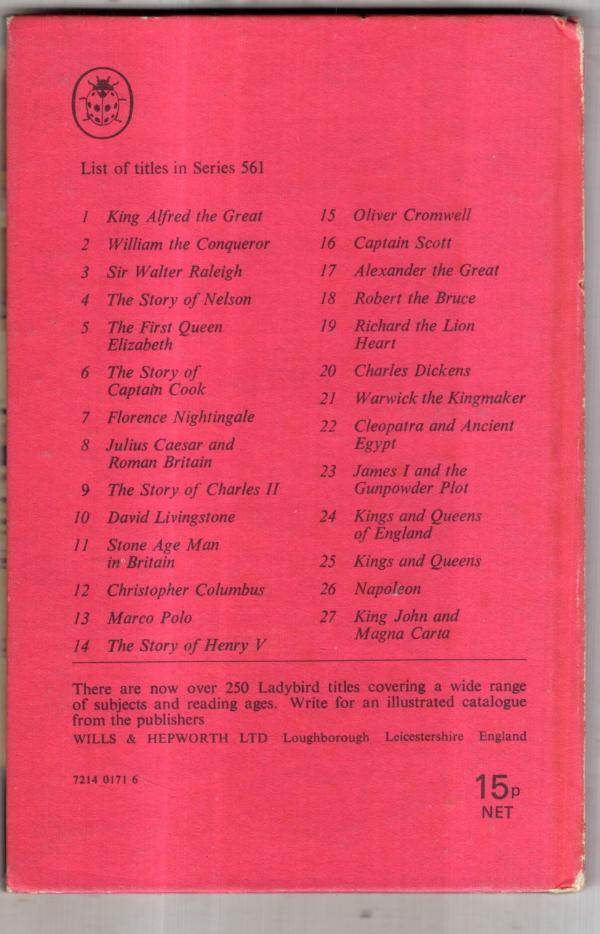 List of titles in Series 561
1 King Alfred the Great
2 William the Conqueror
3 Sir Walter Raleigh
4 The Story of Nelson
5 The First Queen
Elizabeth
6 The Story of
Captain Cook
7 Florence Nightingale
8 Julius Caesar and
Roman Britain
9 The Story of Charles II
10 David Livingstone
11 Stone Age Man
in Britain
12 Christopher Columbus
13 Marco Polo
14 The Story of Henry V
15 Oliver Cromwell
16 Captain Scott
17 Alexander the Great
18 Robert the Bruce
19 Richard the Lion
Heart
20 Charles Dickens
21 Warwick the Kingmaker
22 Cleopatra and Ancient
Egypt
23 James I and the
Gunpowder Plot
24 Kings and Queens
of England
25 Kings and Queens
26 Napoleon
27 King John and
Magna Carta
There are now over 250 Ladybird titles covering a wide range
of subjects and reading ages. Write for an illustrated catalogue
from the publishers
WILLS & HEPWORTH LTD Loughborough Leicestershire England
7214 0171 6
15p
NET